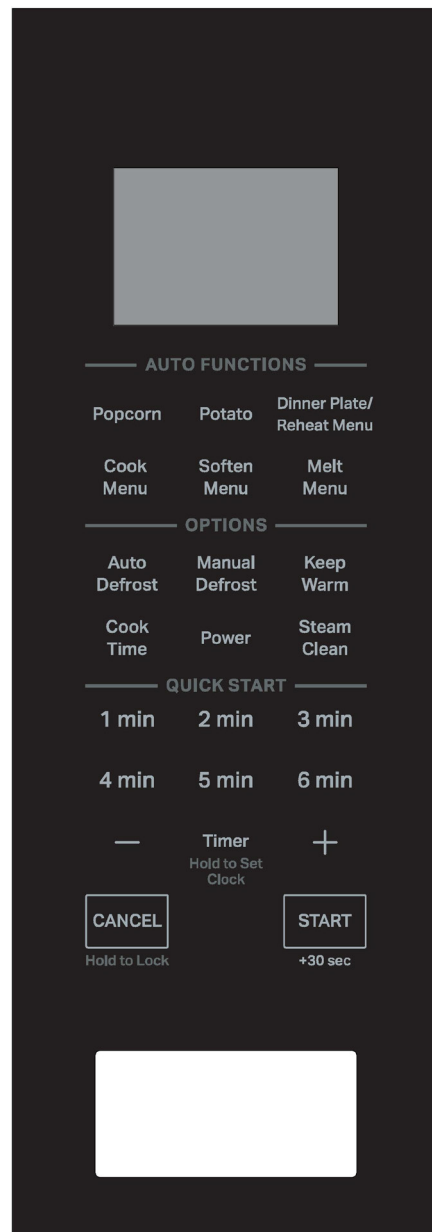 AUTO FUNCTIONS
Popcorn Potato Dinner Plate/
Reheat Menu
Cook Soften Melt
Menu Menu Menu
OPTIONS
Auto Manual Keep
Defrost Defrost Warm
Cook Power Steam
Time Clean
QUICK START
1 min 2 min 3 min
4 min 5 min 6 min
− Timer +
Hold to Set
Clock
CANCEL START
Hold to Lock +30 sec